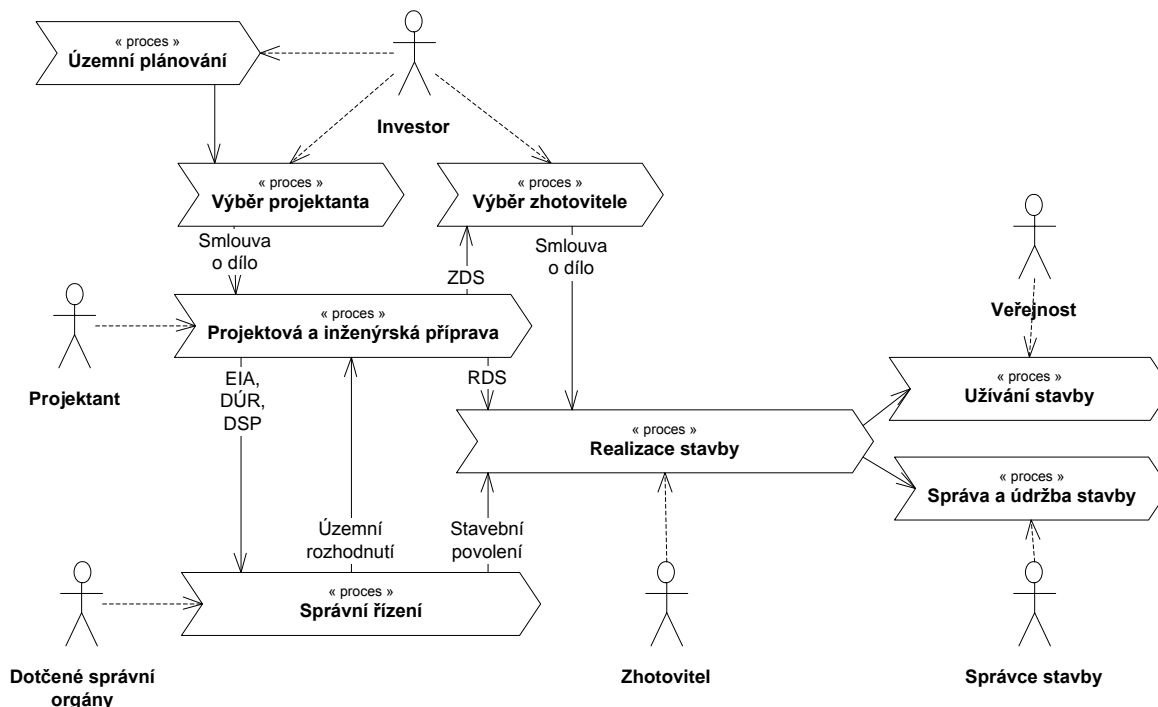 « proces »
Územní plánování
Investor
« proces »
Výběr projektanta
« proces »
Výběr zhotovitele
Smlouva
o dílo
ZDS
Smlouva
o dílo
Veřejnost
« proces »
Projektová a inženýrská příprava
Projektant
EIA,
DÚR,
DSP
RDS
« proces »
Užívání stavby
« proces »
Realizace stavby
« proces »
Správa a údržba stavby
Územní
rozhodnutí
Stavební
povolení
« proces »
Správní řízení
Dotčené správní
orgány
Zhotovitel
Správce stavby